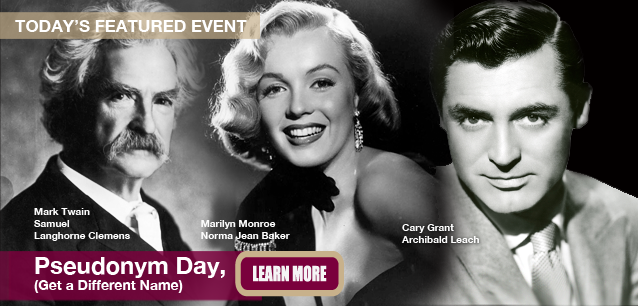 TODAY'S FEATURED EVENT
Mark Twain
Samuel
Langhorne Clemens
Marilyn Monroe
Norma Jean Baker
Cary Grant
Archibald Leach
Pseudonym Day,
(Get a Different Name)
LEARN MORE